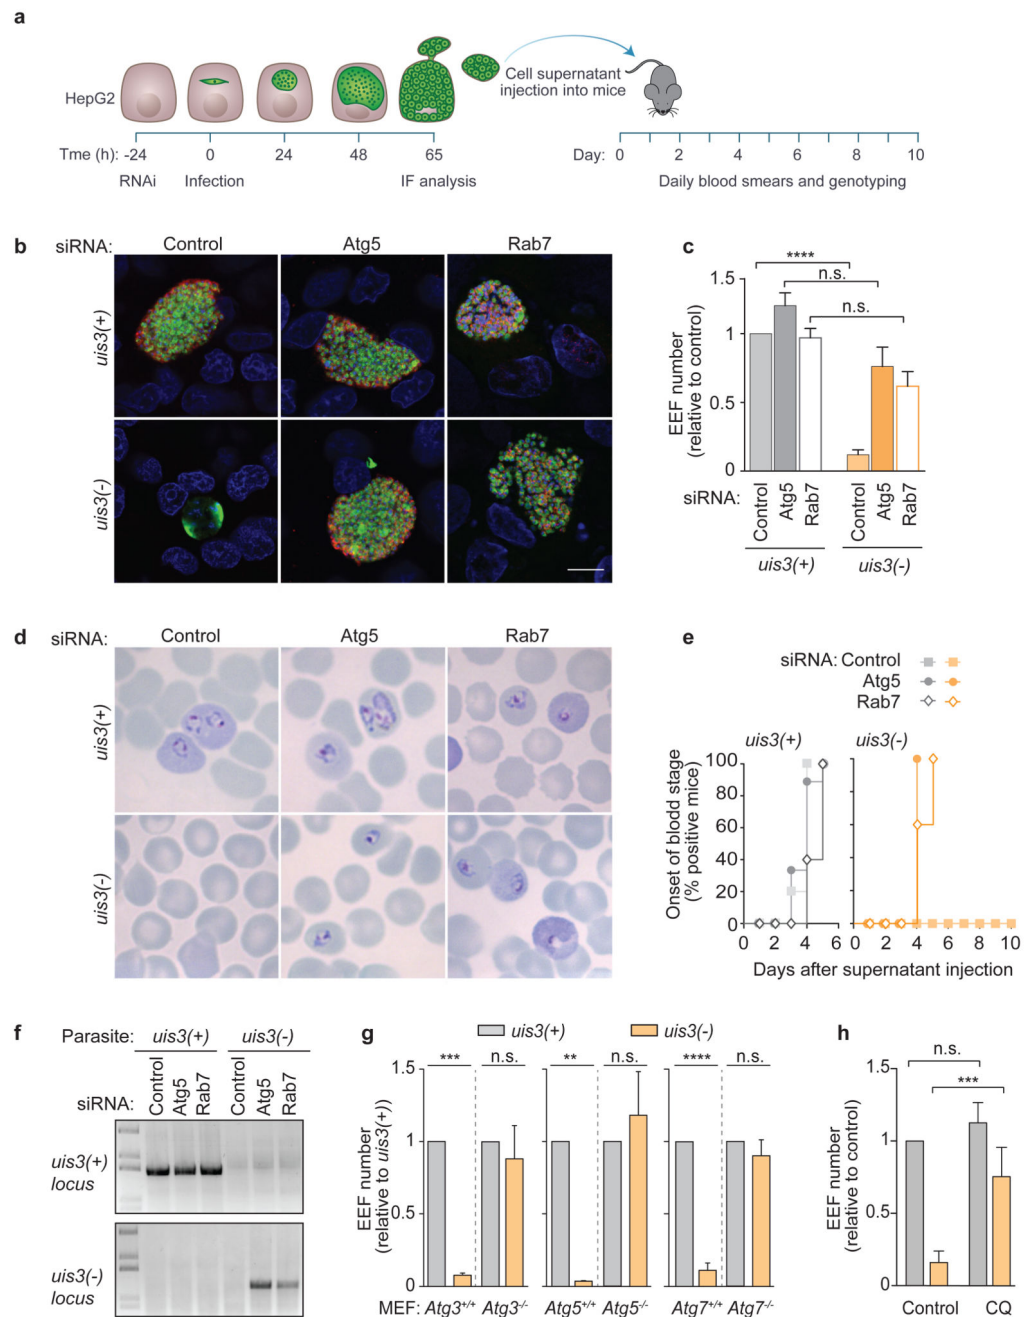 a
HepG2
Cell supernatant
injection into mice
Tme (h): -24 0 24 48 65
Day: 0 2 4 6 8 10
RNAi Infection IF analysis Daily blood smears and genotyping
b
siRNA: Control Atg5 Rab7
uis3(+)
uis3(-)
c
**** n.s. n.s.
EEF number
(relative to control)
1.5
1
0.5
0
siRNA: Control Atg5 Rab7 Control Atg5 Rab7
uis3(+) uis3(-)
d
siRNA: Control Atg5 Rab7
uis3(+)
uis3(-)
e
siRNA: Control
Atg5
Rab7
uis3(+) uis3(-)
Onset of blood stage
(% positive mice)
100
80
60
40
20
0
0 2 4 6 0 2 4 6 8 10
Days after supernatant injection
f
Parasite: uis3(+) uis3(-)
siRNA: Control Atg5 Rab7 Control Atg5 Rab7
uis3(+)
locus
uis3(-)
locus
g
uis3(+) uis3(-)
*** n.s. ** n.s. **** n.s.
EEF number
(relative to uis3(+))
1.5
1
0.5
0
MEF: Atg3+/+ Atg3-/- Atg5+/+ Atg5-/- Atg7+/+ Atg7-/-
h
n.s.
***
EEF number
(relative to control)
1.5
1
0.5
0
Control CQ